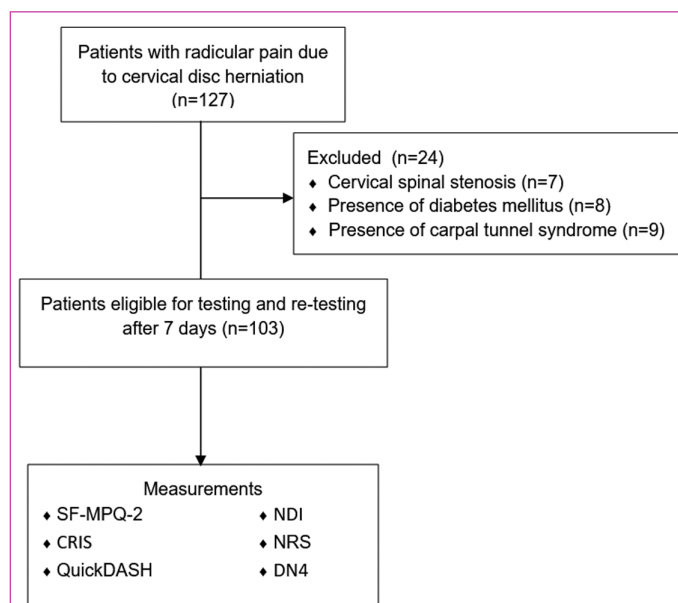 Patients with radicular pain due
to cervical disc herniation
(n=127)
Excluded (n=24)
♦ Cervical spinal stenosis (n=7)
♦ Presence of diabetes mellitus (n=8)
♦ Presence of carpal tunnel syndrome (n=9)
Patients eligible for testing and re-testing
after 7 days (n=103)
Measurements
♦ SF-MPQ-2 ♦ NDI
♦ CRIS ♦ NRS
♦ QuickDASH ♦ DN4